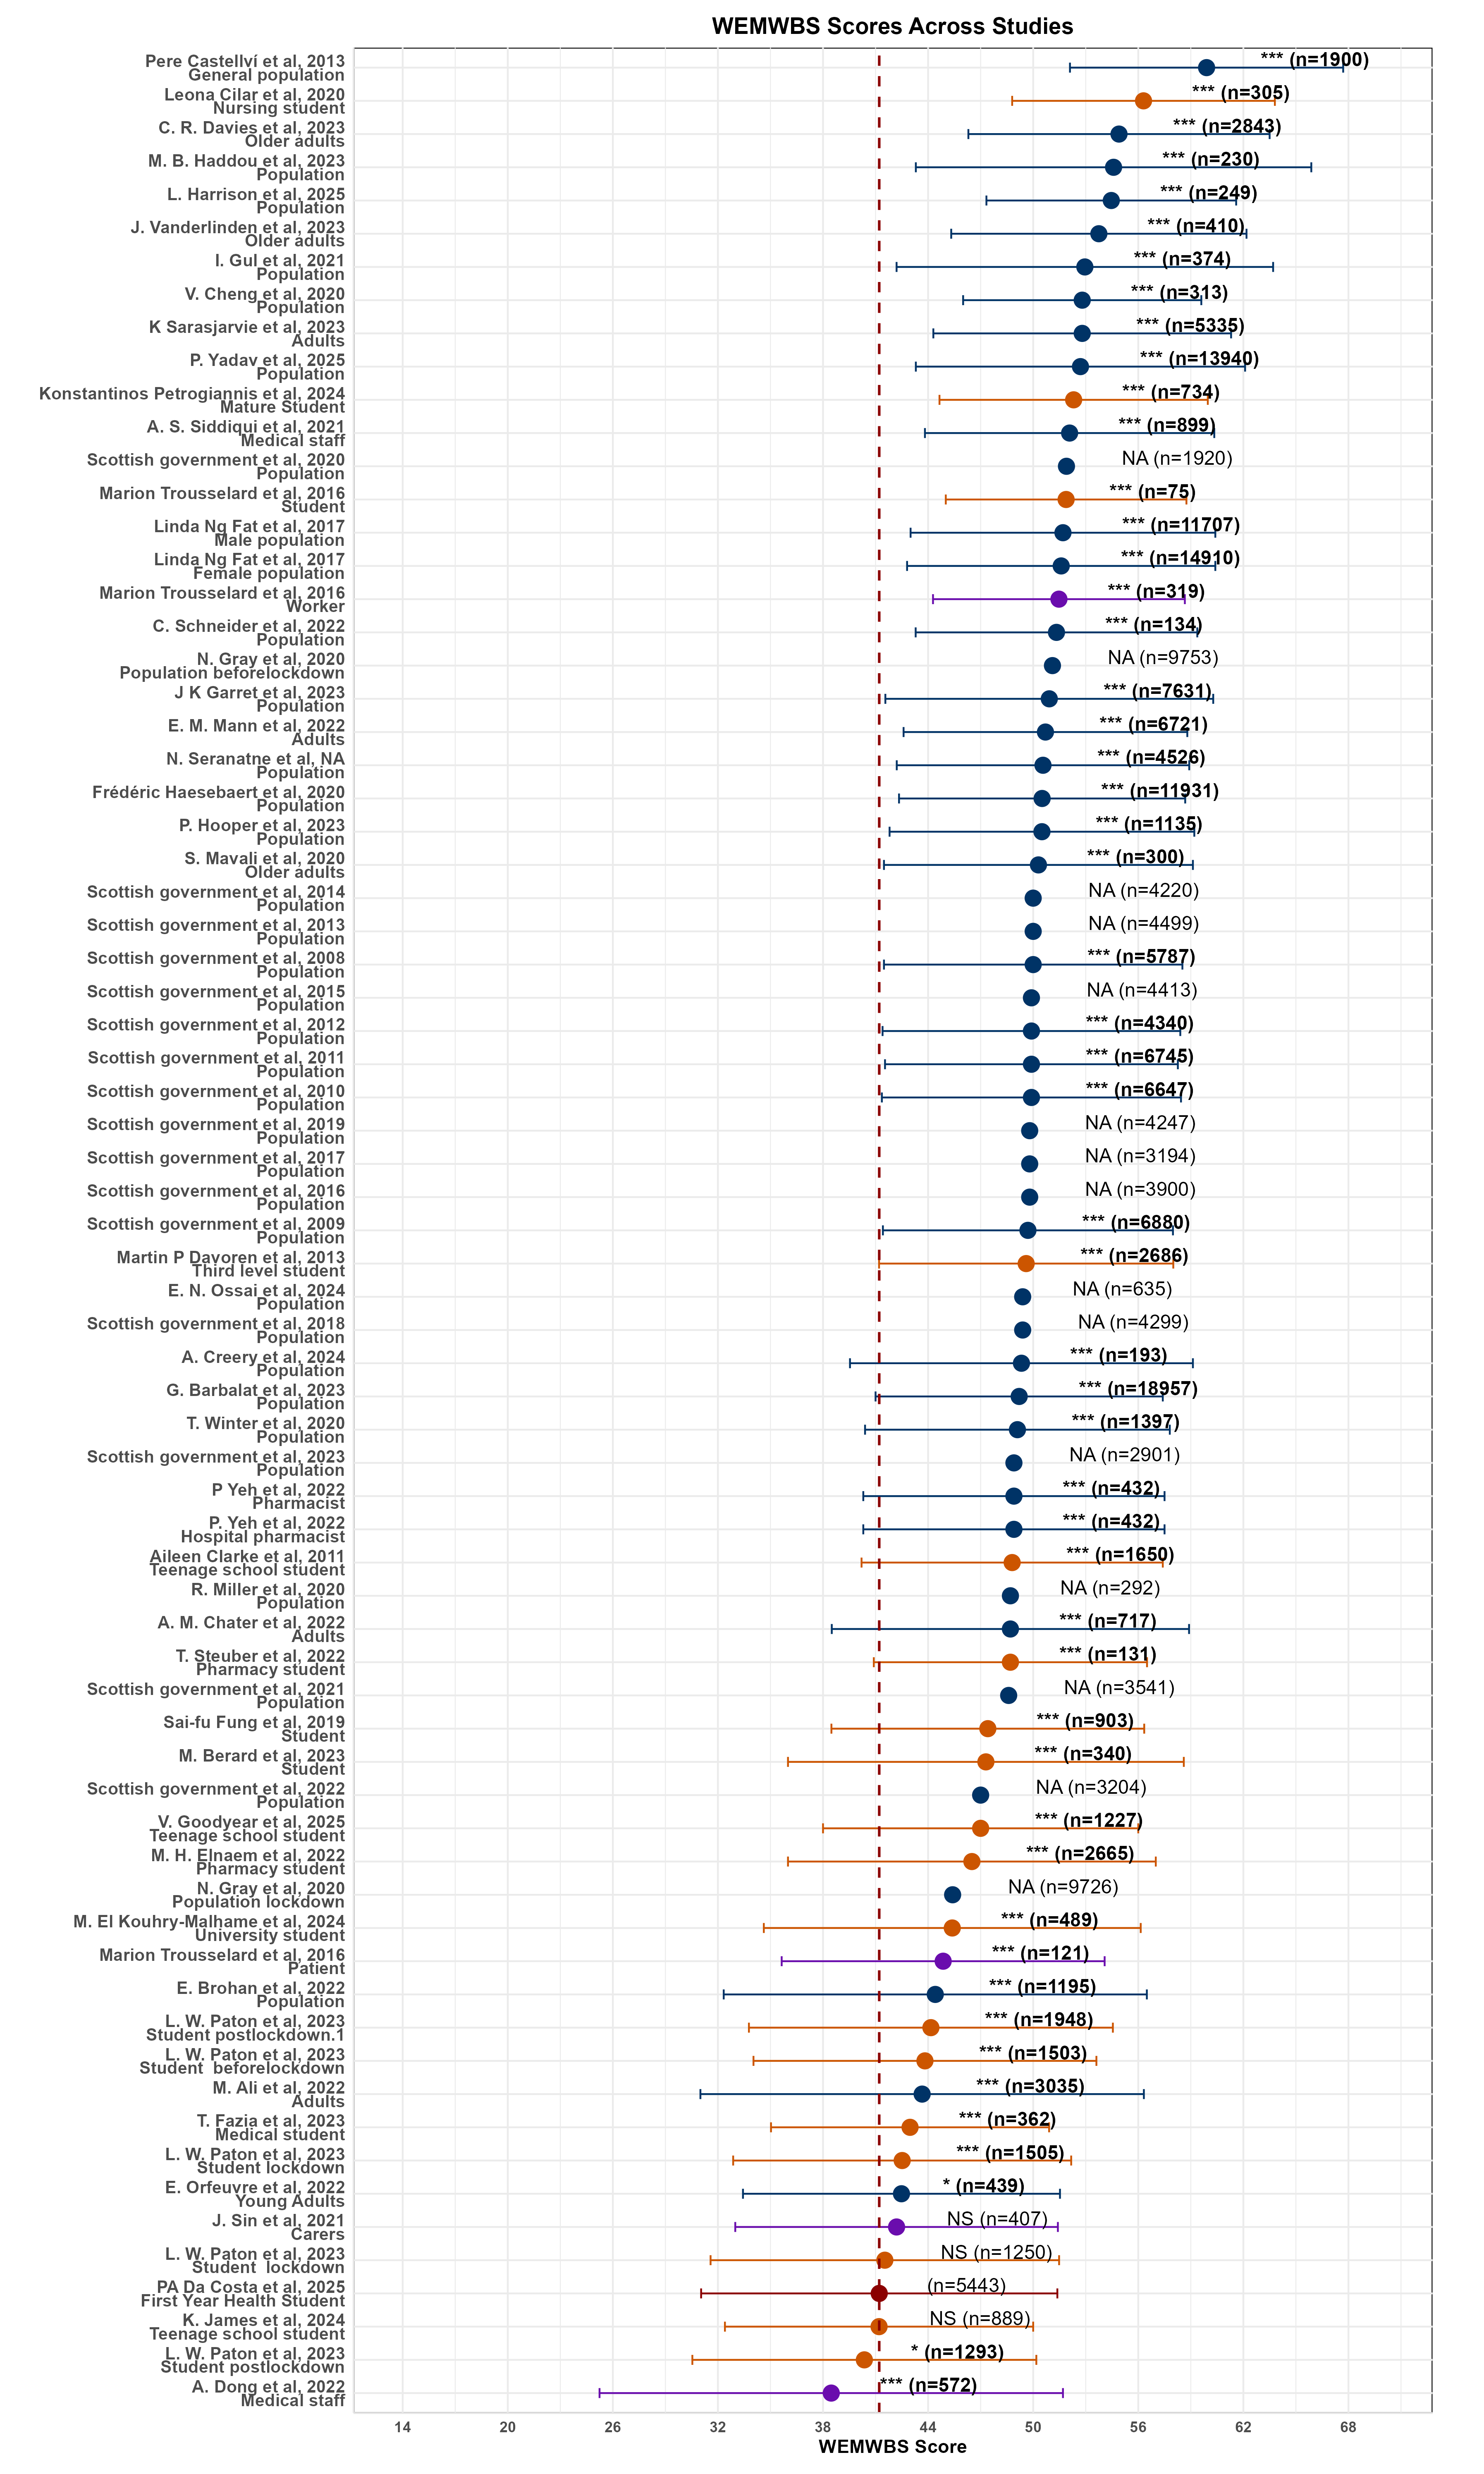 WEMWBS Scores Across Studies
Pere Castellví et al, 2013
General population
*** (n=1900)
Leona Cilar et al, 2020
Nursing student
*** (n=305)
C. R. Davies et al, 2023
Older adults
*** (n=2843)
M. B. Haddou et al, 2023
Population
*** (n=230)
L. Harrison et al, 2025
Population
*** (n=249)
J. Vanderlinden et al, 2023
Older adults
*** (n=410)
I. Gul et al, 2021
Population
*** (n=374)
V. Cheng et al, 2020
Population
*** (n=313)
K Sarasjarvie et al, 2023
Adults
*** (n=5335)
P. Yadav et al, 2025
Population
*** (n=13940)
Konstantinos Petrogiannis et al, 2024
Mature Student
*** (n=734)
A. S. Siddiqui et al, 2021
Medical staff
*** (n=899)
Scottish government et al, 2020
Population
NA (n=1920)
Marion Trousselard et al, 2016
Student
*** (n=75)
Linda Ng Fat et al, 2017
Male population
*** (n=11707)
Linda Ng Fat et al, 2017
Female population
*** (n=14910)
Marion Trousselard et al, 2016
Worker
*** (n=319)
C. Schneider et al, 2022
Population
*** (n=134)
N. Gray et al, 2020
Population beforelockdown
NA (n=9753)
J K Garret et al, 2023
Population
*** (n=7631)
E. M. Mann et al, 2022
Adults
*** (n=6721)
N. Seranatne et al, NA
Population
*** (n=4526)
Frédéric Haesebaert et al, 2020
Population
*** (n=11931)
P. Hooper et al, 2023
Population
*** (n=1135)
S. Mavali et al, 2020
Older adults
*** (n=300)
Scottish government et al, 2014
Population
NA (n=4220)
Scottish government et al, 2013
Population
NA (n=4499)
Scottish government et al, 2008
Population
*** (n=5787)
Scottish government et al, 2015
Population
NA (n=4413)
Scottish government et al, 2012
Population
*** (n=4340)
Scottish government et al, 2011
Population
*** (n=6745)
Scottish government et al, 2010
Population
*** (n=6647)
Scottish government et al, 2019
Population
NA (n=4247)
Scottish government et al, 2017
Population
NA (n=3194)
Scottish government et al, 2016
Population
NA (n=3900)
Scottish government et al, 2009
Population
*** (n=6880)
Martin P Davoren et al, 2013
Third level student
*** (n=2686)
E. N. Ossai et al, 2024
Population
NA (n=635)
Scottish government et al, 2018
Population
NA (n=4299)
A. Creery et al, 2024
Population
*** (n=193)
G. Barbalat et al, 2023
Population
*** (n=18957)
T. Winter et al, 2020
Population
*** (n=1397)
Scottish government et al, 2023
Population
NA (n=2901)
P Yeh et al, 2022
Pharmacist
*** (n=432)
P. Yeh et al, 2022
Hospital pharmacist
*** (n=432)
Aileen Clarke et al, 2011
Teenage school student
*** (n=1650)
R. Miller et al, 2020
Population
NA (n=292)
A. M. Chater et al, 2022
Adults
*** (n=717)
T. Steuber et al, 2022
Pharmacy student
*** (n=131)
Scottish government et al, 2021
Population
NA (n=3541)
Sai-fu Fung et al, 2019
Student
*** (n=903)
M. Berard et al, 2023
Student
*** (n=340)
Scottish government et al, 2022
Population
NA (n=3204)
V. Goodyear et al, 2025
Teenage school student
*** (n=1227)
M. H. Elnaem et al, 2022
Pharmacy student
*** (n=2665)
N. Gray et al, 2020
Population lockdown
NA (n=9726)
M. El Kouhry-Malhame et al, 2024
University student
*** (n=489)
Marion Trousselard et al, 2016
Patient
*** (n=121)
E. Brohan et al, 2022
Population
*** (n=1195)
L. W. Paton et al, 2023
Student postlockdown.1
*** (n=1948)
L. W. Paton et al, 2023
Student  beforelockdown
*** (n=1503)
M. Ali et al, 2022
Adults
*** (n=3035)
T. Fazia et al, 2023
Medical student
*** (n=362)
L. W. Paton et al, 2023
Student lockdown
*** (n=1505)
E. Orfeuvre et al, 2022
Young Adults
* (n=439)
J. Sin et al, 2021
Carers
NS (n=407)
L. W. Paton et al, 2023
Student  lockdown
NS (n=1250)
PA Da Costa et al, 2025
First Year Health Student
(n=5443)
K. James et al, 2024
Teenage school student
NS (n=889)
L. W. Paton et al, 2023
Student postlockdown
* (n=1293)
A. Dong et al, 2022
Medical staff
*** (n=572)
14 20 26 32 38 44 50 56 62 68
WEMWBS Score